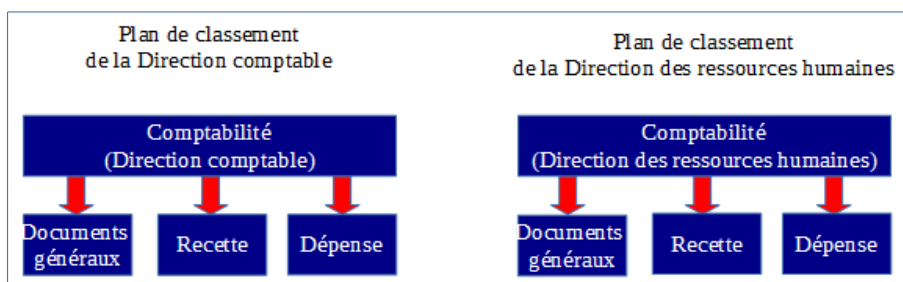 Plan de classement
de la Direction comptable
Comptabilité
(Direction comptable)
Documents
généraux
Recette
Dépense
Plan de classement
de la Direction des ressources humaines
Comptabilité
(Direction des ressources humaines)
Documents
généraux
Recette
Dépense